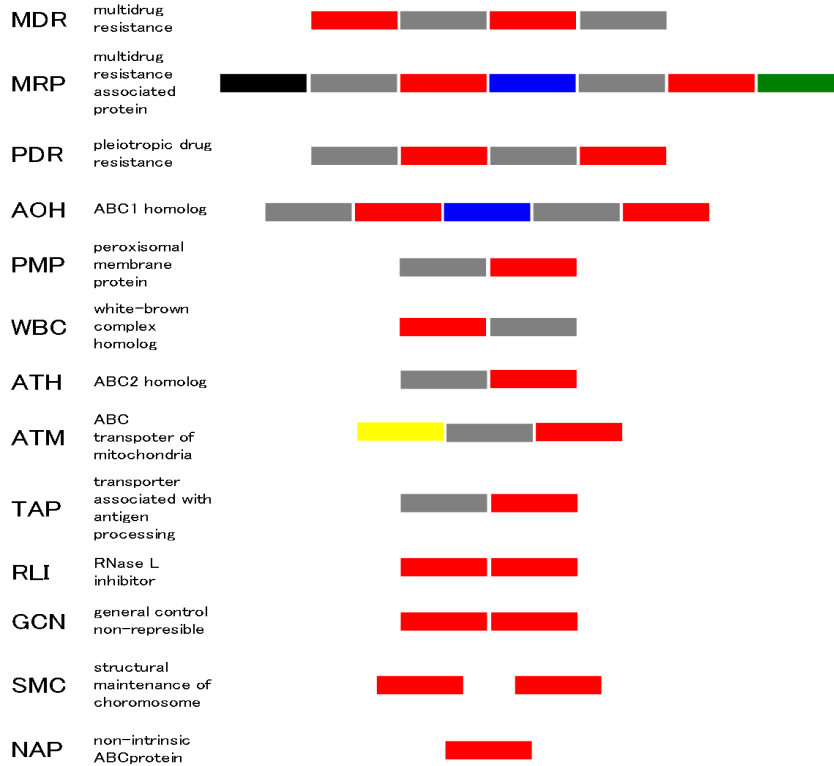 MDR multidrug
resistance
MRP multidrug
resistance
associated
protein
PDR pleiotropic drug
resistance
AOH ABC1 homolog
PMP peroxisomal
membrane
protein
WBC white-brown
complex
homolog
ATH ABC2 homolog
ATM ABC
transpoter of
mitochondria
TAP transporter
associated with
antigen
processing
RLI RNase L
inhibitor
GCN general control
non-represible
SMC structural
maintenance of
choromosome
NAP non-intrinsic
ABCprotein